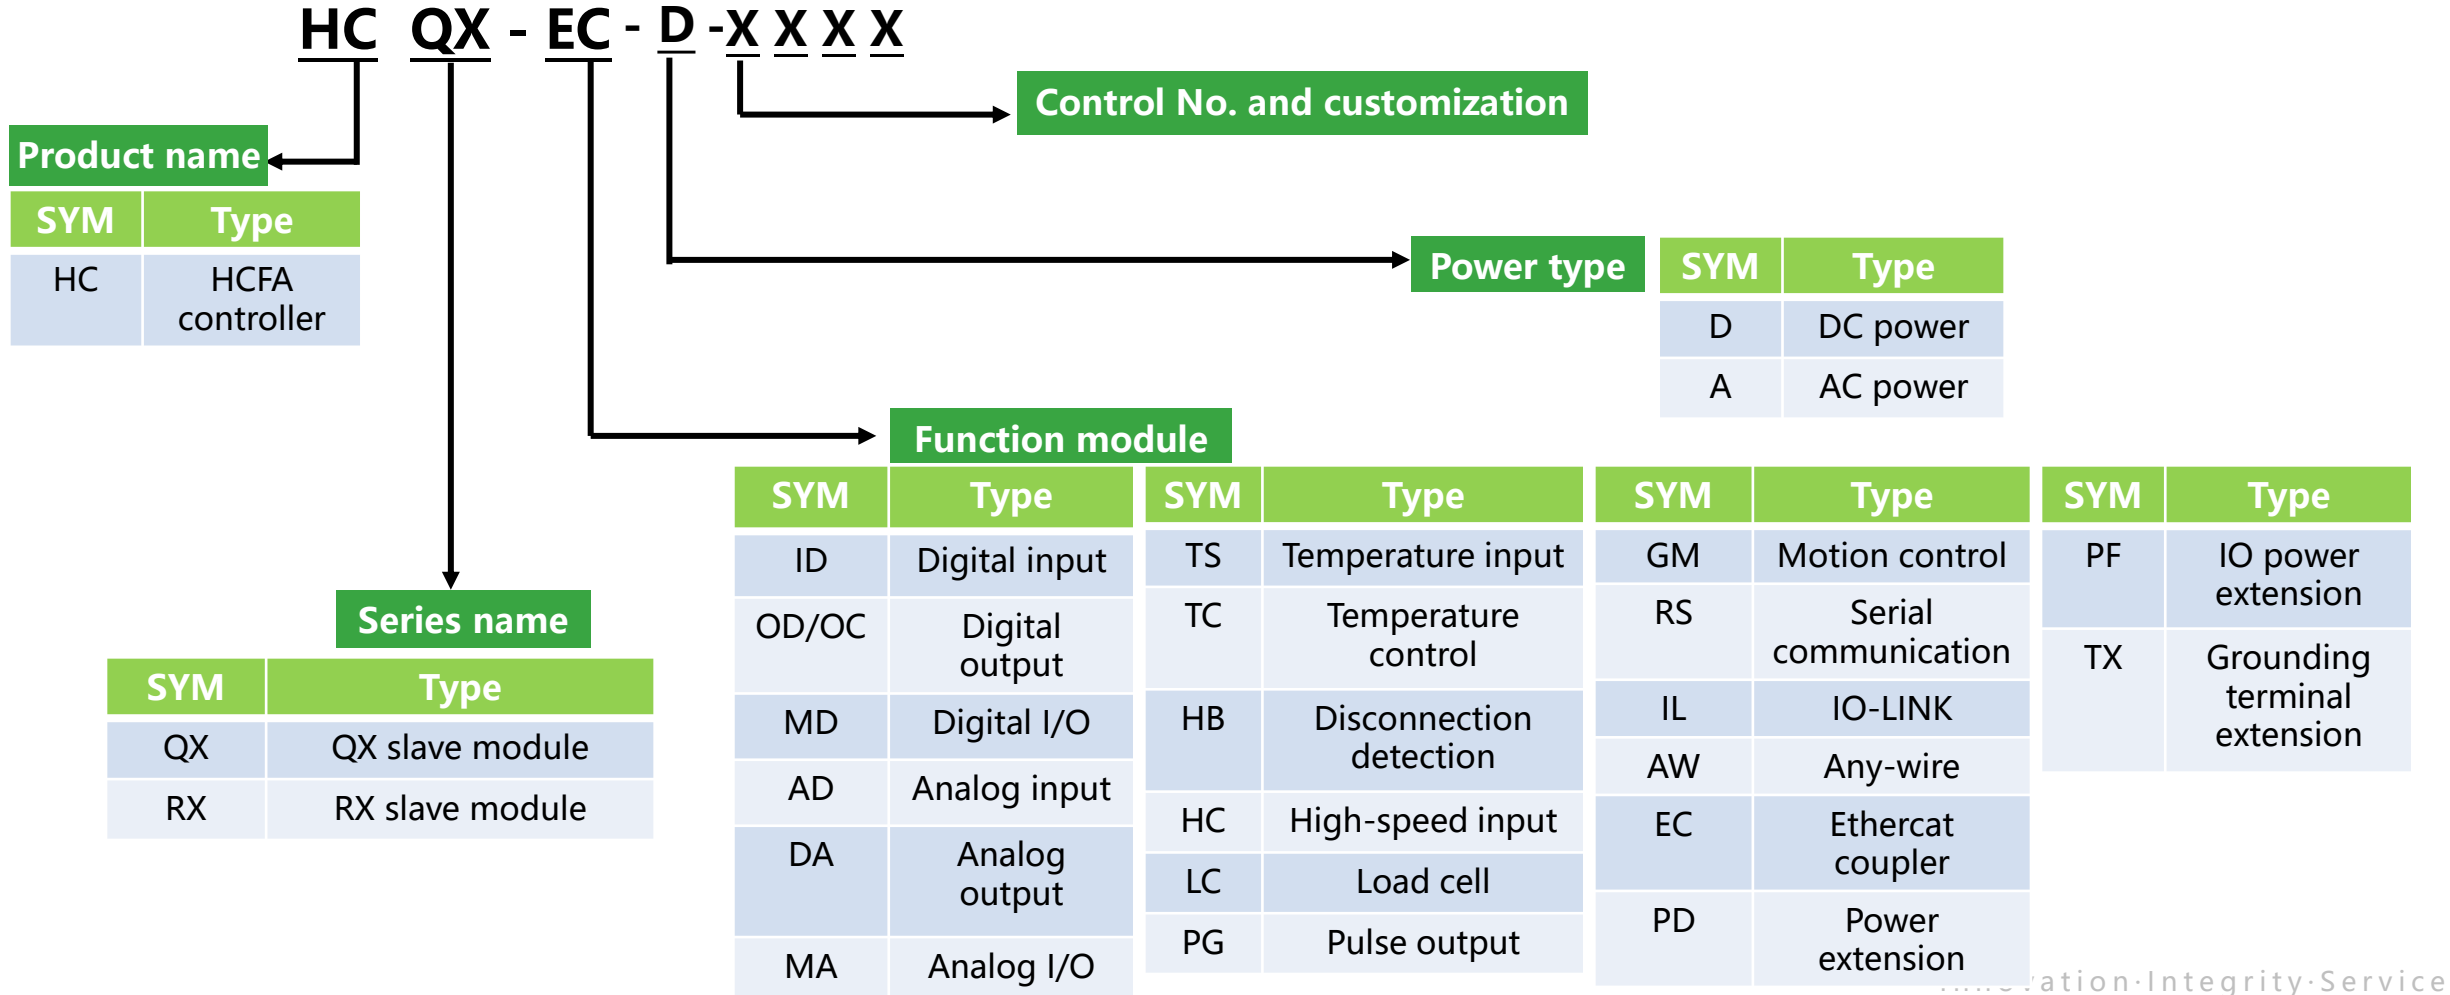 HC QX - EC - D -X X X X
Control No. and customization
Product name
SYM Type
HC HCFA
controller
Power type
SYM Type
D DC power
A AC power
Function module
SYM Type
ID Digital input
OD/OC Digital
output
MD Digital I/O
AD Analog input
DA Analog
output
MA Analog I/O
SYM Type
TS Temperature input
TC Temperature
control
HB Disconnection
detection
HC High-speed input
LC Load cell
PG Pulse output
SYM Type
GM Motion control
RS Serial
communication
IL IO-LINK
AW Any-wire
EC Ethercat
coupler
PD Power
extension
SYM Type
PF IO power
extension
TX Grounding
terminal
extension
Series name
SYM Type
QX QX slave module
RX RX slave module
Integrity·Service